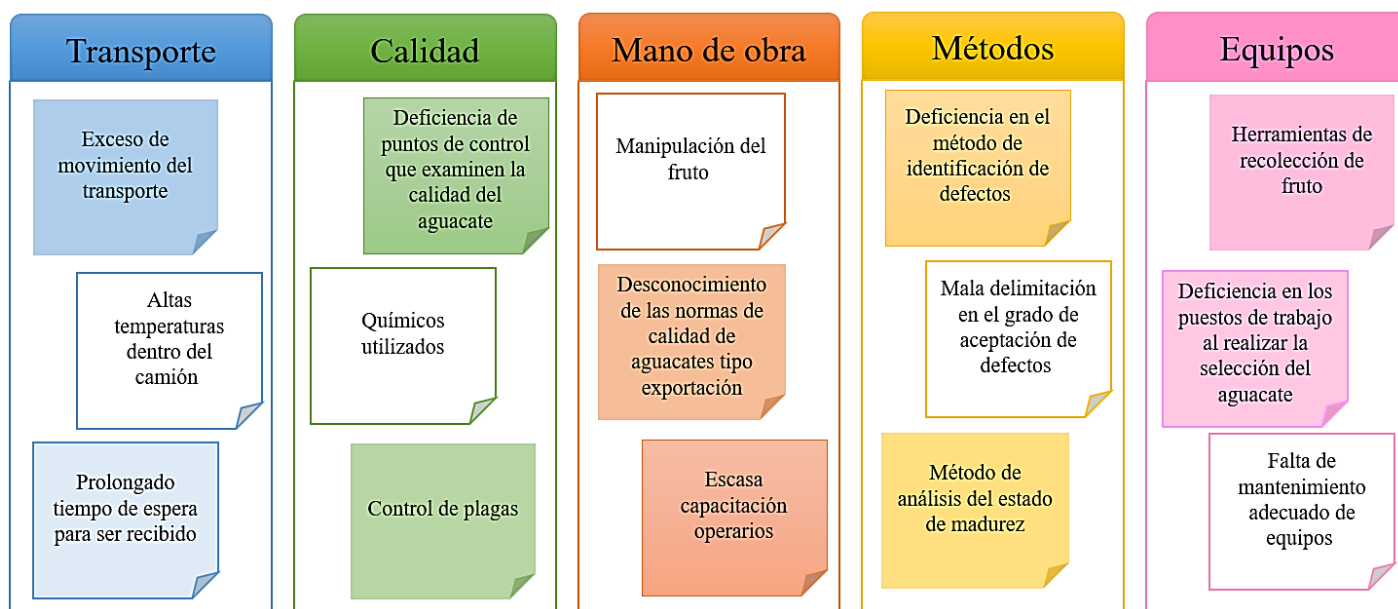 Transporte
Exceso de
movimiento del
transporte
Altas
temperaturas
dentro del
camión
Prolongado
tiempo de espera
para ser recibido
Calidad
Deficiencia de
puntos de control
que examinen la
calidad del
aguacate
Químicos
utilizados
Control de plagas
Mano de obra
Manipulación del
fruto
Desconocimiento
de las normas de
calidad de
aguacates tipo
exportación
Escasa
capacitación
operarios
Métodos
Deficiencia en el
método de
identificación de
defectos
Mala delimitación
en el grado de
aceptación de
defectos
Método de
análisis del estado
de madurez
Equipos
Herramientas de
recolección de
fruto
Deficiencia en los
puestos de trabajo
al realizar la
selección del
aguacate
Falta de
mantenimiento
adecuado de
equipos